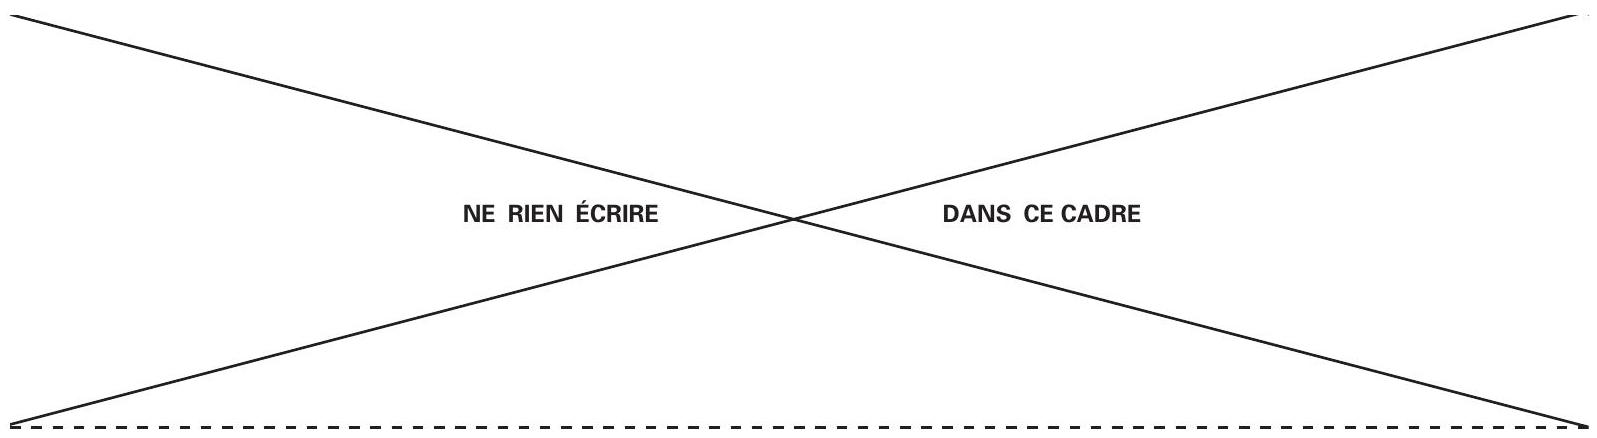 NE RIEN ÉCRIRE DANS CE CADRE